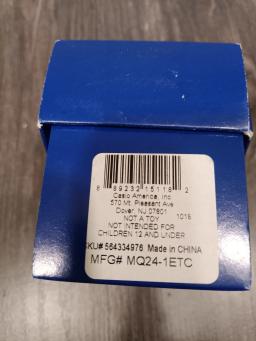 8 89232 15118 2
Casio America, Inc
570 Mt. Pleasant Ave
Dover, NJ 07801
NOT A TOY 1016
NOT INTENDED FOR
CHILDREN 12 AND UNDER
SKU# 564334976 Made in CHINA
MFG# MQ24-1ETC